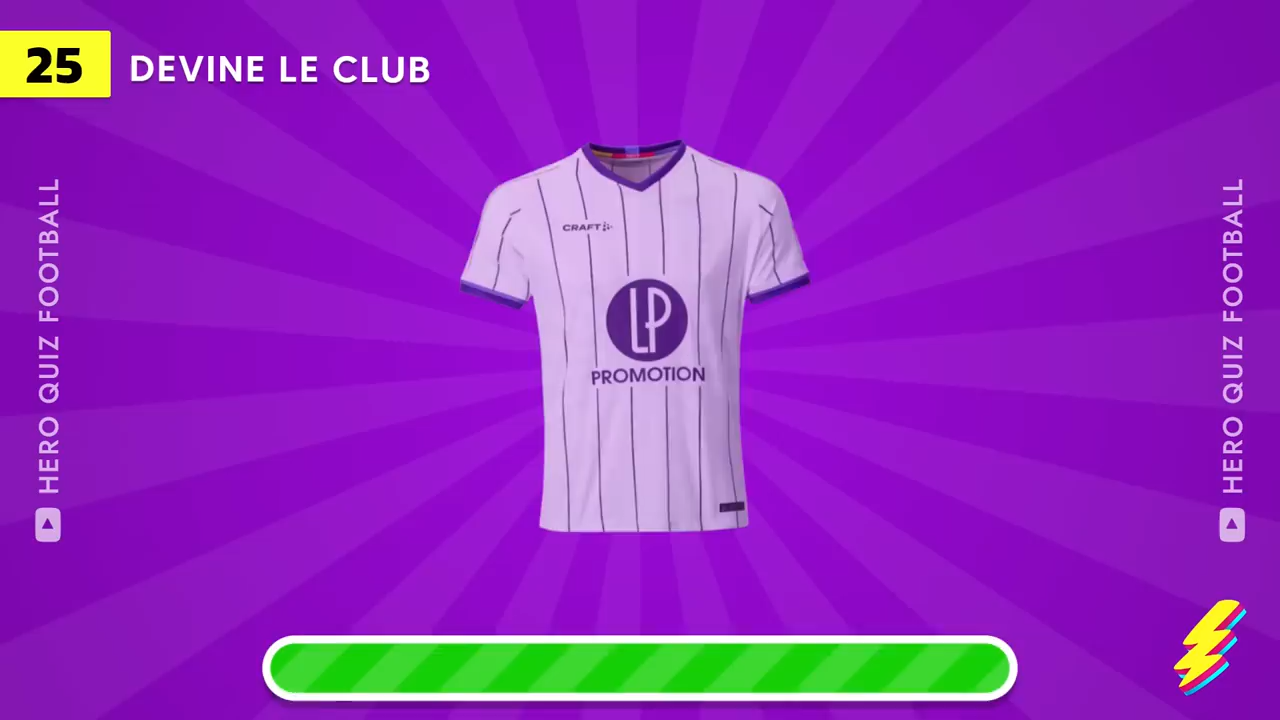 25
DEVINE LE CLUB
HERO QUIZ FOOTBALL
CRAFT
LP
PROMOTION
HERO QUIZ FOOTBALL